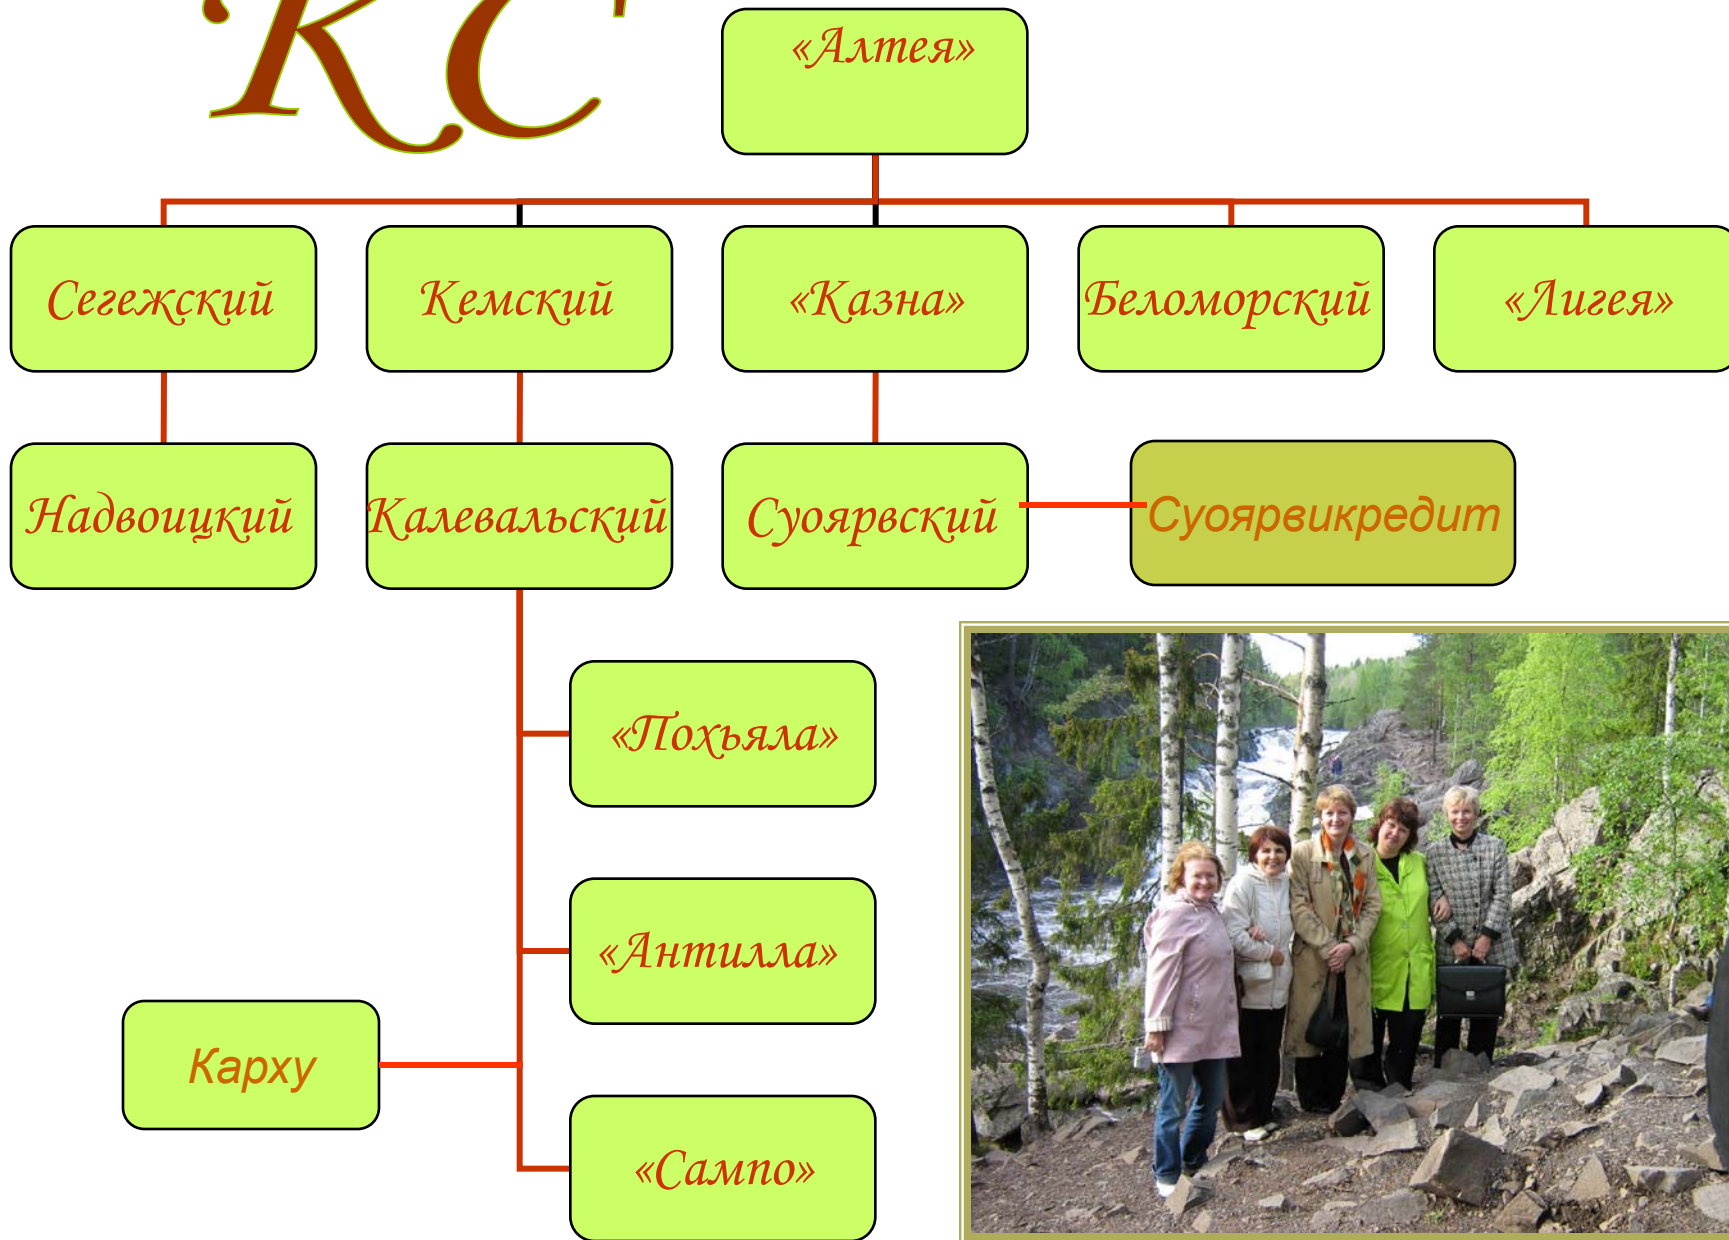 КС
«Алтея»
Сегежский
Кемский
«Казна»
Беломорский
«Лигея»
Надвоицкий
Калевальский
Суоярвский
Суоярвикредит
«Похьяла»
«Антилла»
Карху
«Сампо»